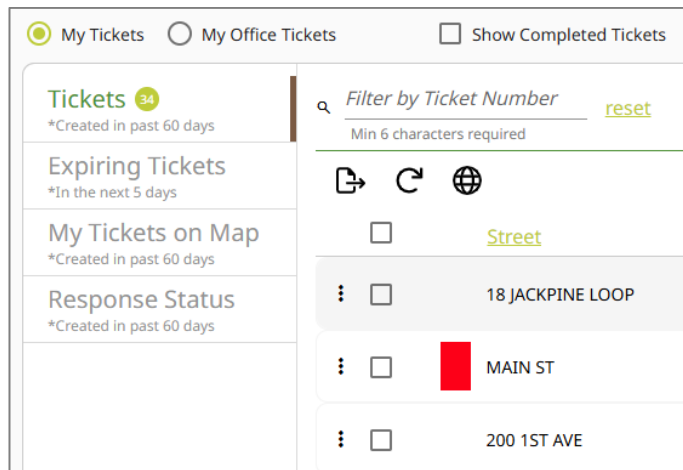 My Tickets My Office Tickets Show Completed Tickets
Tickets 34
*Created in past 60 days
Expiring Tickets
*In the next 5 days
My Tickets on Map
*Created in past 60 days
Response Status
*Created in past 60 days
Filter by Ticket Number reset
Min 6 characters required
Street
18 JACKPINE LOOP
MAIN ST
200 1ST AVE